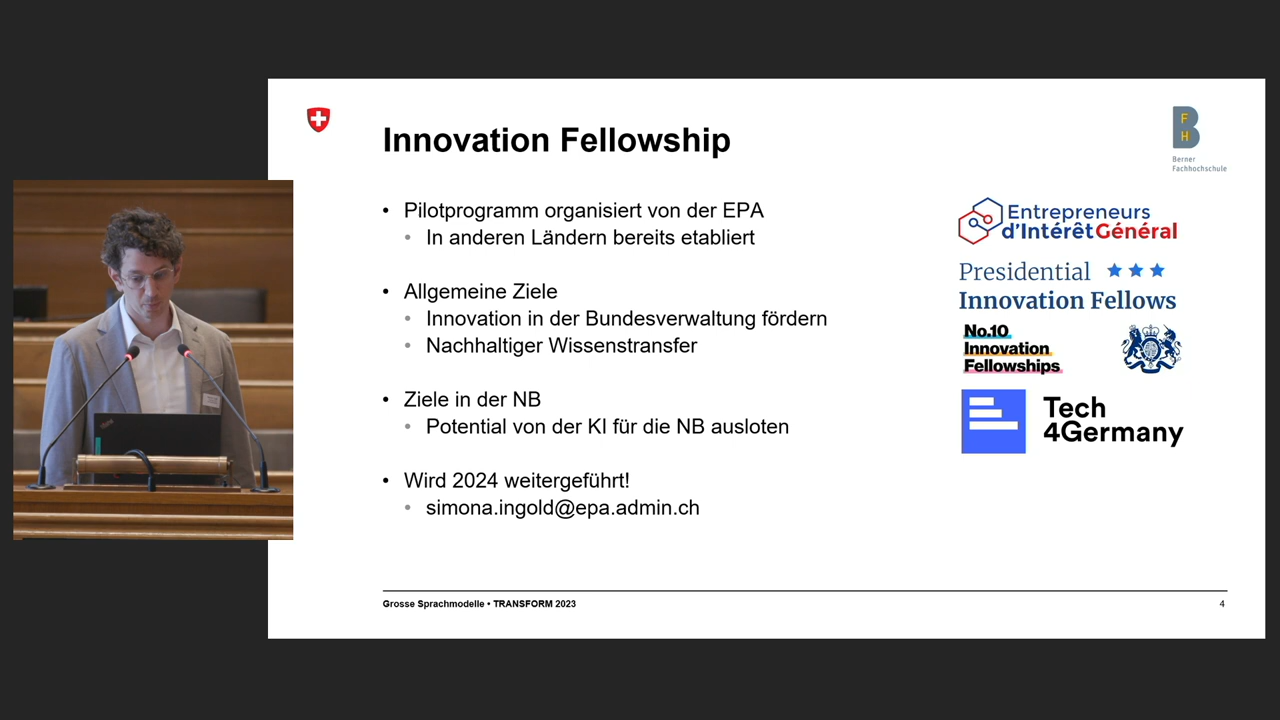 Innovation Fellowship
F
H
Berner
Fachhochschule
• Pilotprogramm organisiert von der EPA
• In anderen Ländern bereits etabliert
• Allgemeine Ziele
• Innovation in der Bundesverwaltung fördern
• Nachhaltiger Wissenstransfer
• Ziele in der NB
• Potential von der KI für die NB ausloten
• Wird 2024 weitergeführt!
• simona.ingold@epa.admin.ch
Entrepreneurs
d'IntérêtGénéral
Presidential
Innovation Fellows
No.10
Innovation
Fellowships
Tech
4Germany
Grosse Sprachmodelle • TRANSFORM 2023
4